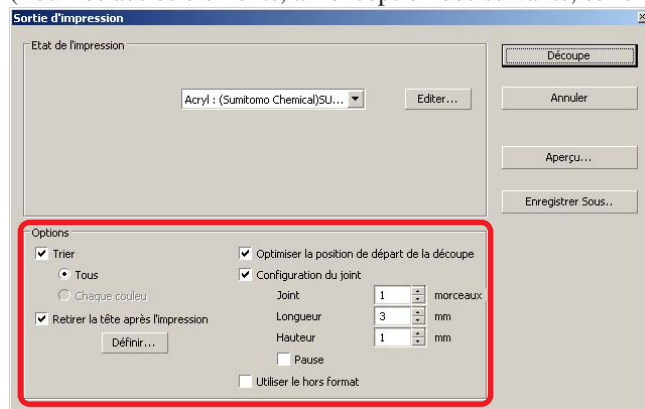 Sortie d'impression
Etat de l'impression
Acryl : (Sumitomo Chemical)SU...
Editer...
Découpe
Annuler
Aperçu...
Enregistrer Sous..
Options
Trier
Tous
Chaque couleu
Retirer la tête après l'impression
Définir...
Optimiser la position de départ de la découpe
Configuration du joint
Joint 1 morceaux
Longueur 3 mm
Hauteur 1 mm
Pause
Utiliser le hors format